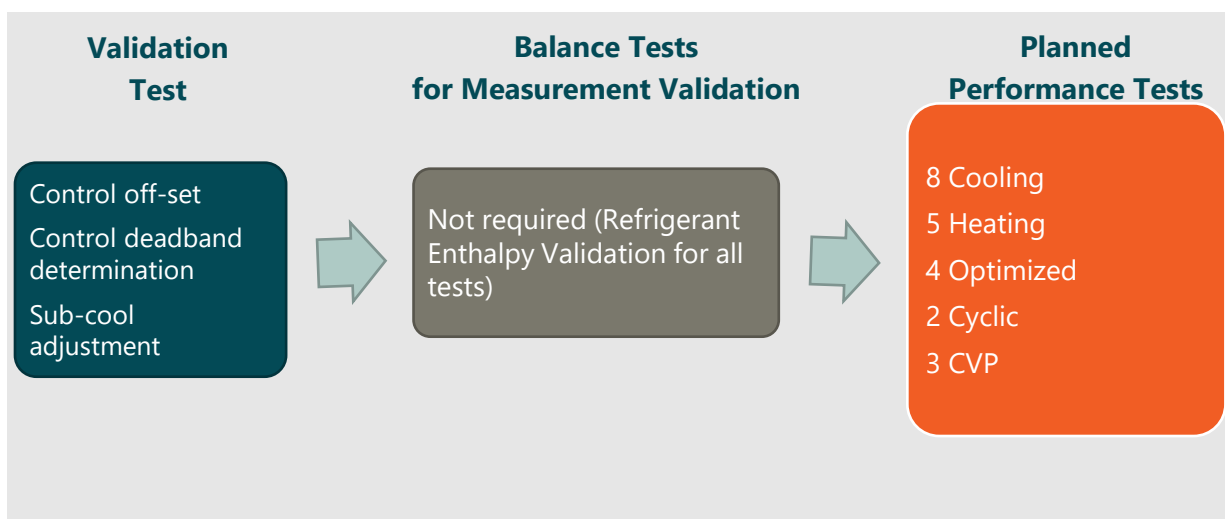 Validation
Test
Balance Tests
for Measurement Validation
Planned
Performance Tests
Control off-set
Control deadband
determination
Sub-cool
adjustment
Not required (Refrigerant
Enthalpy Validation for all
tests)
8 Cooling
5 Heating
4 Optimized
2 Cyclic
3 CVP